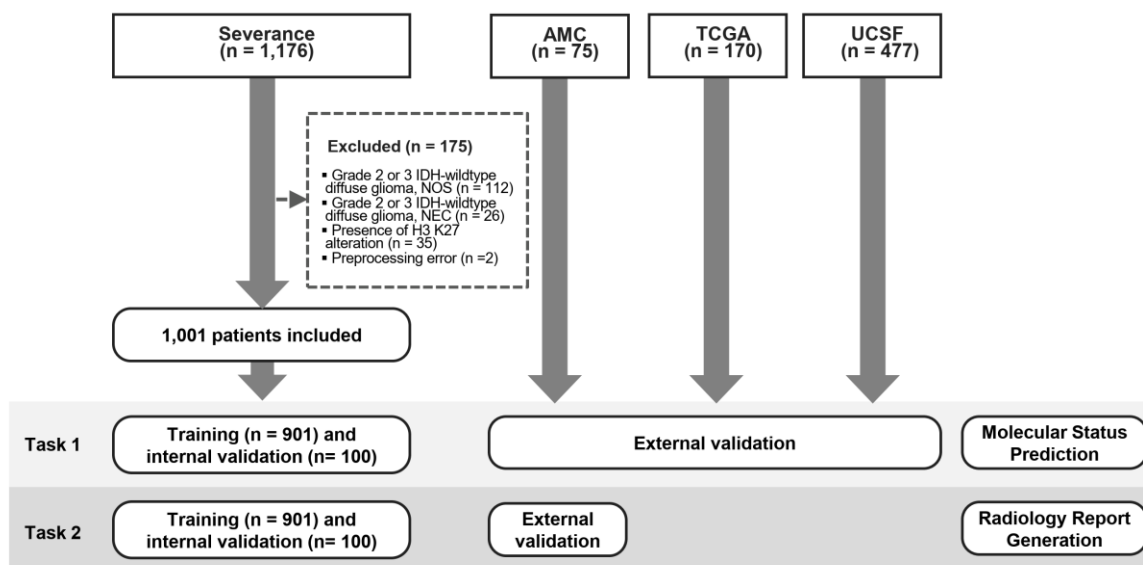 Severance
(n = 1,176)
AMC
(n = 75)
TCGA
(n = 170)
UCSF
(n = 477)
Excluded (n = 175)
▪ Grade 2 or 3 IDH-wildtype
diffuse glioma, NOS (n = 112)
▪ Grade 2 or 3 IDH-wildtype
diffuse glioma, NEC (n = 26)
▪ Presence of H3 K27
alteration (n = 35)
▪ Preprocessing error (n =2)
1,001 patients included
Task 1
Training (n = 901) and
internal validation (n= 100)
External validation
Molecular Status
Prediction
Task 2
Training (n = 901) and
internal validation (n= 100)
External
validation
Radiology Report
Generation